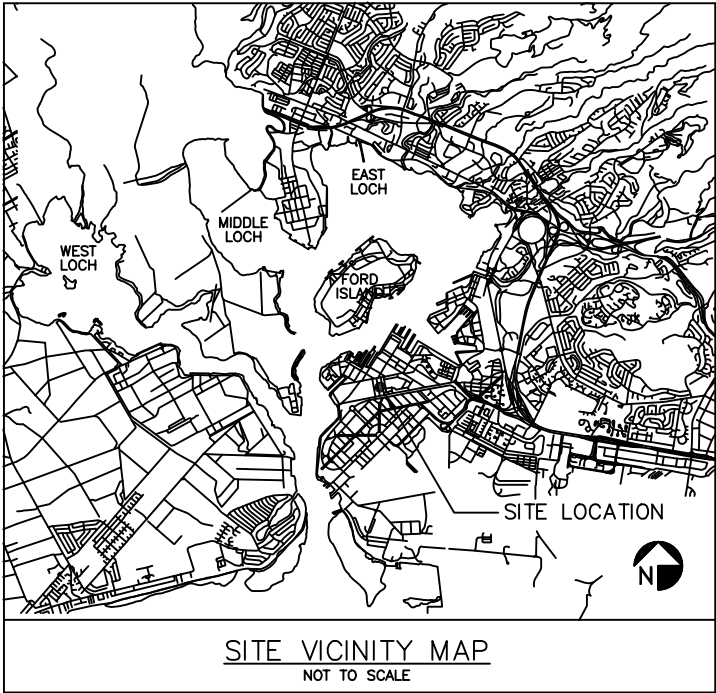 EAST
LOCH
MIDDLE
LOCH
WEST
LOCH
FORD
ISLAND
SITE LOCATION
N
SITE VICINITY MAP
NOT TO SCALE